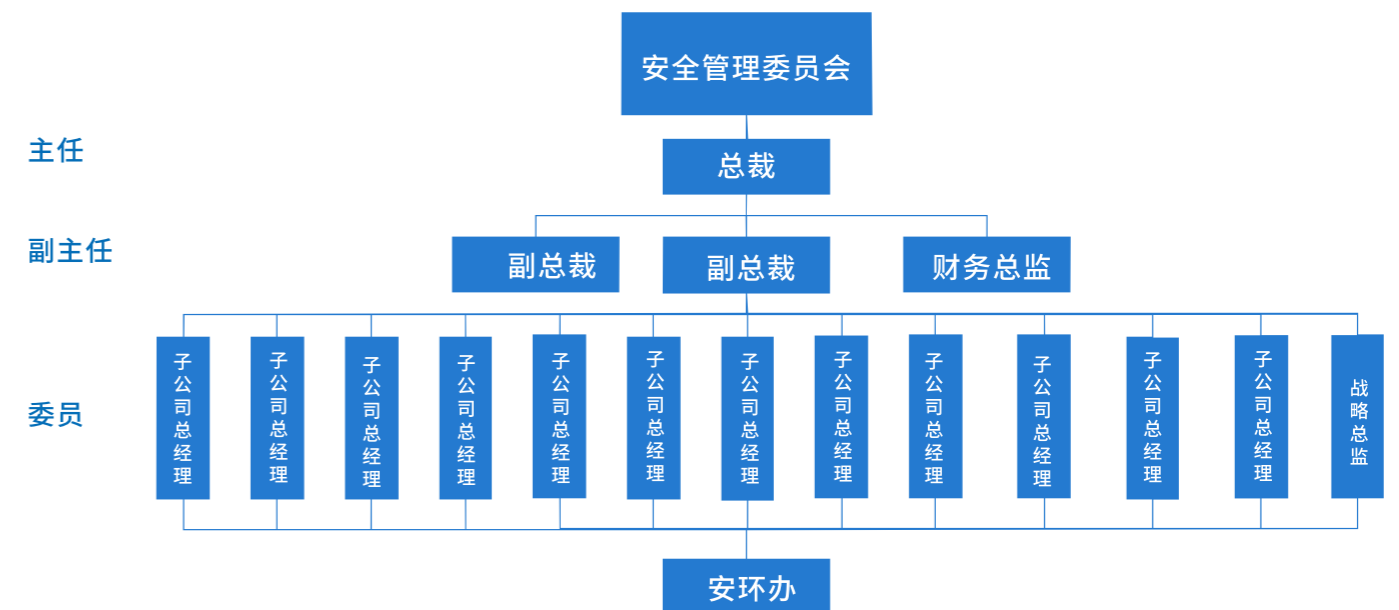 安全管理委员会
主任
总裁
副主任
副总裁
副总裁
财务总监
委员
子公司总经理
子公司总经理
子公司总经理
子公司总经理
子公司总经理
子公司总经理
子公司总经理
子公司总经理
子公司总经理
子公司总经理
子公司总经理
子公司总经理
战略总监
安环办